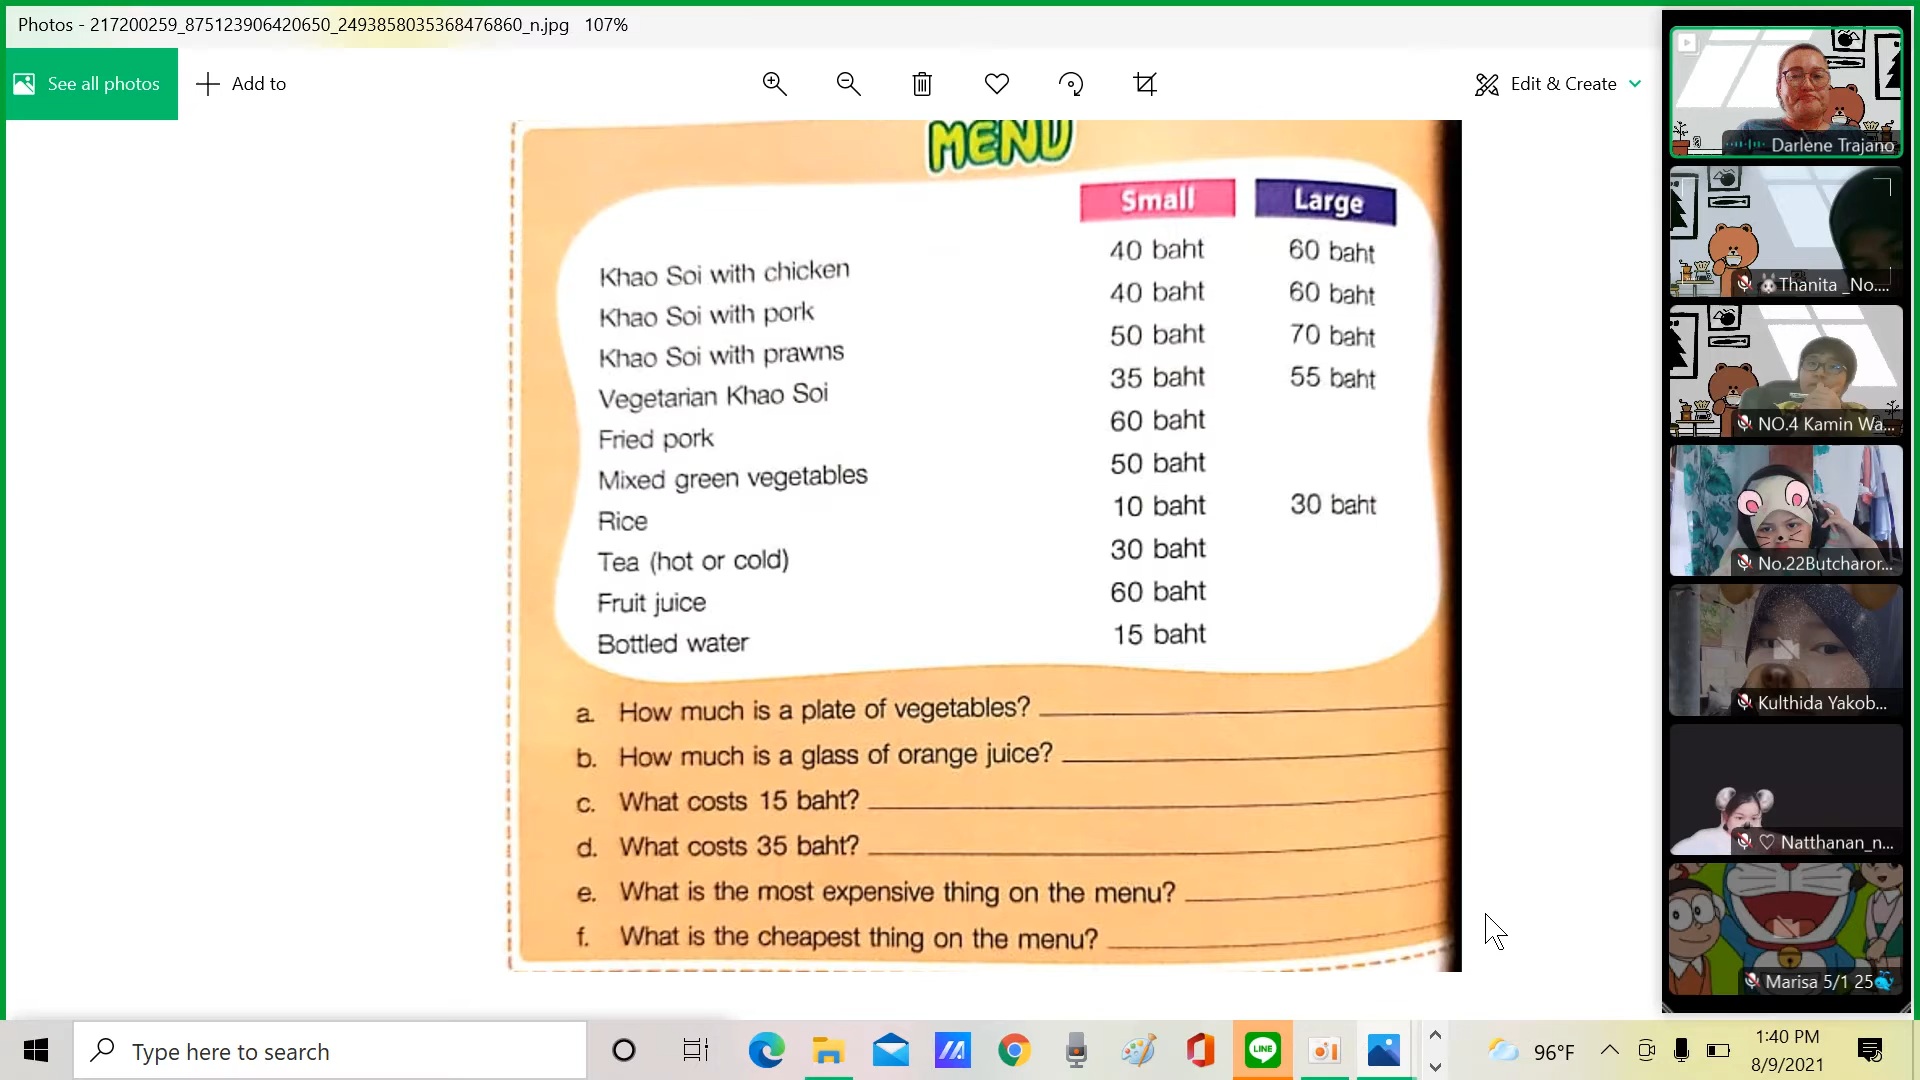 Photos - 217200259_875123906420650_2493858035368476860_n.jpg 107%
See all photos
Add to
Edit & Create
MENU
Small Large
Khao Soi with chicken 40 baht 60 baht
Khao Soi with pork 40 baht 60 baht
Khao Soi with prawns 50 baht 70 baht
Vegetarian Khao Soi 35 baht 55 baht
Fried pork 60 baht
Mixed green vegetables 50 baht
Rice 10 baht 30 baht
Tea (hot or cold) 30 baht
Fruit juice 60 baht
Bottled water 15 baht
a. How much is a plate of vegetables?
b. How much is a glass of orange juice?
c. What costs 15 baht?
d. What costs 35 baht?
e. What is the most expensive thing on the menu?
f. What is the cheapest thing on the menu?
Darlene Trajano
Thanita _No....
NO.4 Kamin Wa...
No.22Butcharor...
Kulthida Yakob...
Natthanan_n...
Marisa 5/1 25
Type here to search
LINE
96°F
1:40 PM
8/9/2021